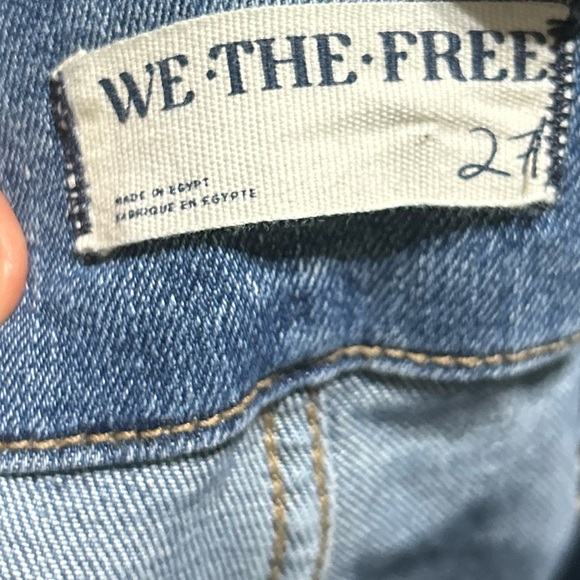 WE·THE·FREE
27
MADE IN EGYPT
FABRIQUE EN EGYPTE